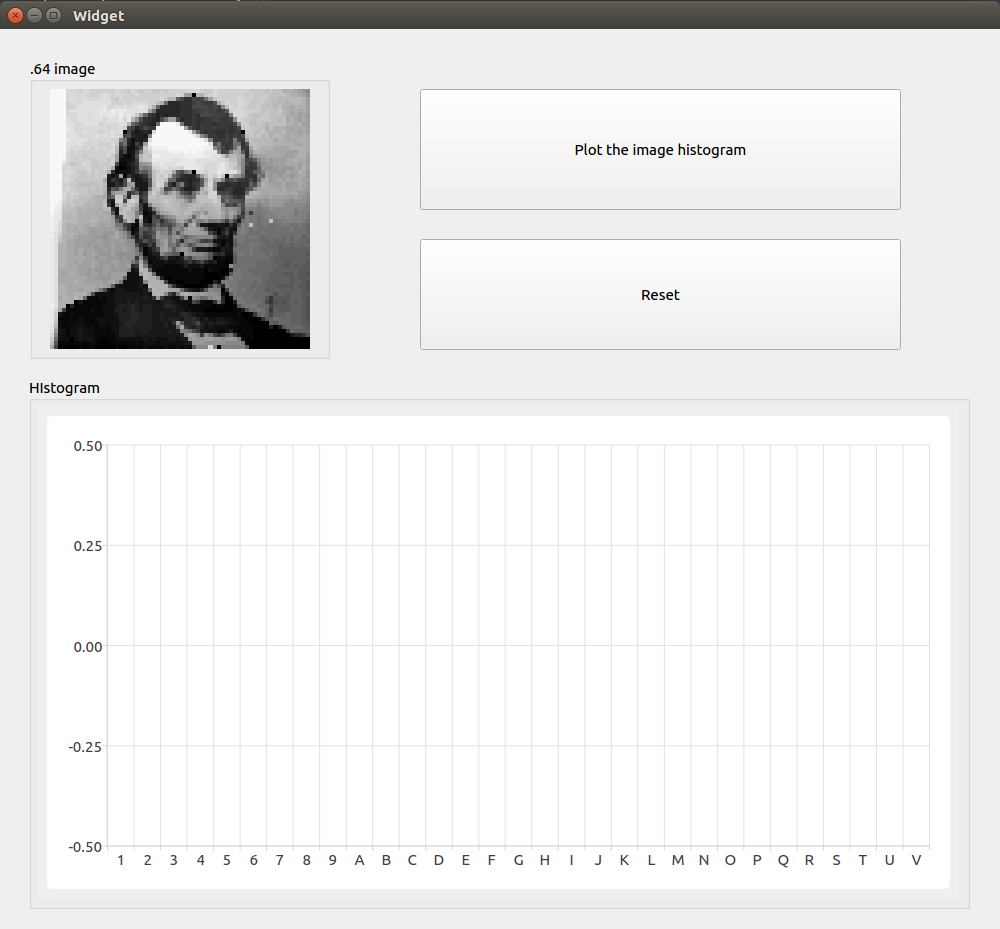 Widget
.64 image
Plot the image histogram
Reset
HIstogram
0.50
0.25
0.00
-0.25
-0.50
1 2 3 4 5 6 7 8 9 A B C D E F G H I J K L M N O P Q R S T U V